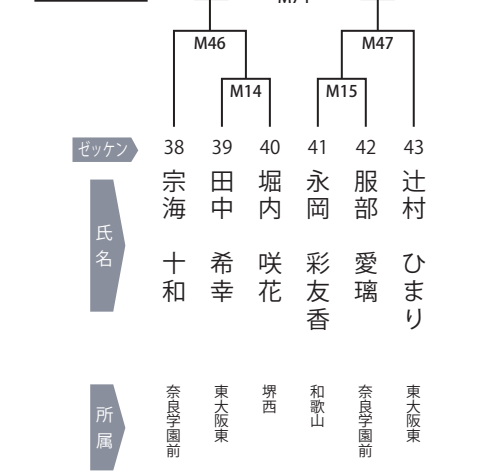 M46
M47
M14
M15
ゼッケン
38 39 40 41 42 43
氏名
宗海 十和
田中 希幸
堀内 咲花
永岡 彩友香
服部 愛璃
辻村 ひまり
所属
奈良学園前
東大阪東
堺西
和歌山
奈良学園前
東大阪東